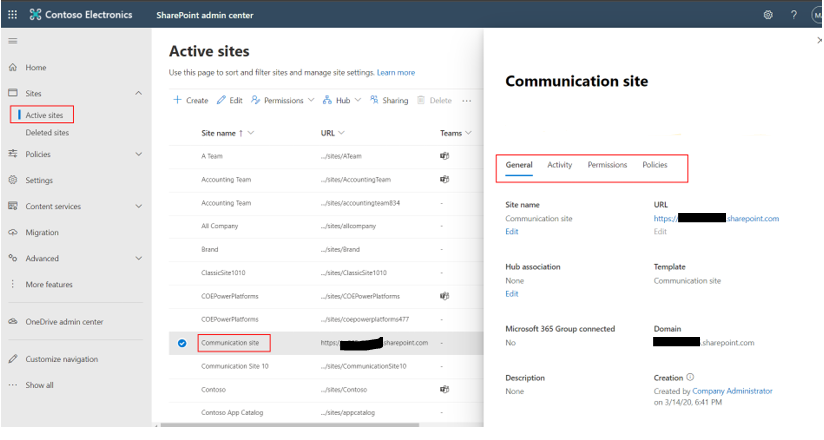 Contoso Electronics SharePoint admin center ?
Home
Sites
Active sites
Deleted sites
Policies
Settings
Content services
Migration
Advanced
More features
OneDrive admin center
Customize navigation
Show all
Active sites
Use this page to sort and filter sites and manage site settings. Learn more
Create Edit Permissions Hub Sharing Delete ...
Site name ↑ URL Teams
A Team .../sites/ATeam
Accounting Team .../sites/AccountingTeam
Accounting Team .../sites/accountingteam834 -
All Company .../sites/allcompany -
Brand .../sites/Brand -
ClassicSite1010 .../sites/ClassicSite1010 -
COEPowerPlatforms .../sites/COEPowerPlatforms
COEPowerPlatforms .../sites/coepowerplatforms477 -
Communication site https: .sharepoint.com -
Communication Site 10 .../sites/CommunicationSite10 -
Contoso .../sites/Contoso
Contoso App Catalog .../sites/appcatalog -
Communication site
General Activity Permissions Policies
Site name URL
Communication site https:// .sharepoint.com
Edit Edit
Hub association Template
None Communication site
Edit
Microsoft 365 Group connected Domain
No .sharepoint.com
Description Creation
None Created by Company Administrator
on 3/14/20, 6:41 PM